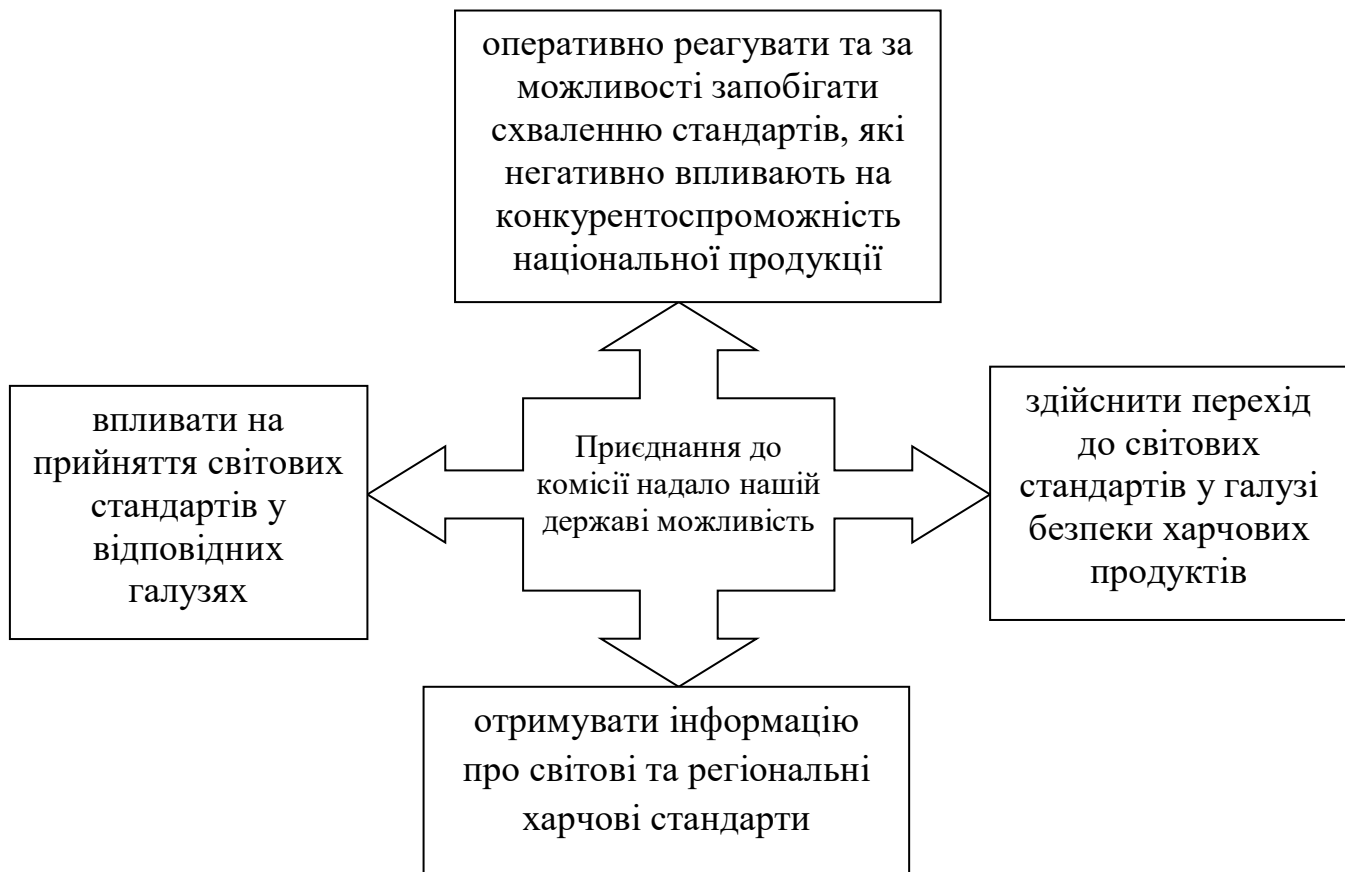 оперативно реагувати та за
можливості запобігати
схваленню стандартів, які
негативно впливають на
конкурентоспроможність
національної продукції
впливати на
прийняття світових
стандартів у
відповідних
галузях
Приєднання до
комісії надало нашій
державі можливість
здійснити перехід
до світових
стандартів у галузі
безпеки харчових
продуктів
отримувати інформацію
про світові та регіональні
харчові стандарти